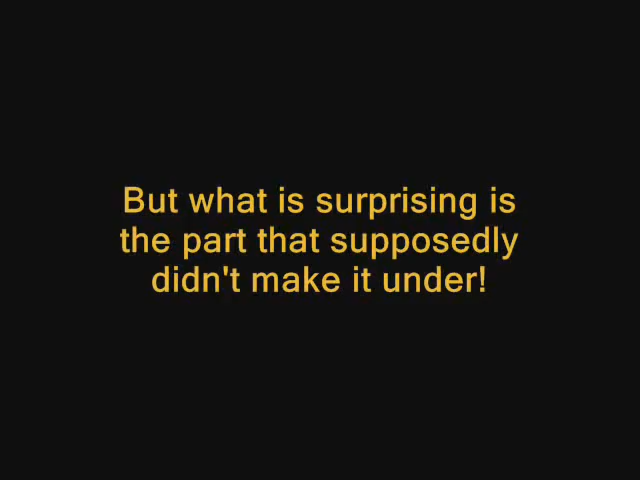 But what is surprising is
the part that supposedly
didn't make it under!